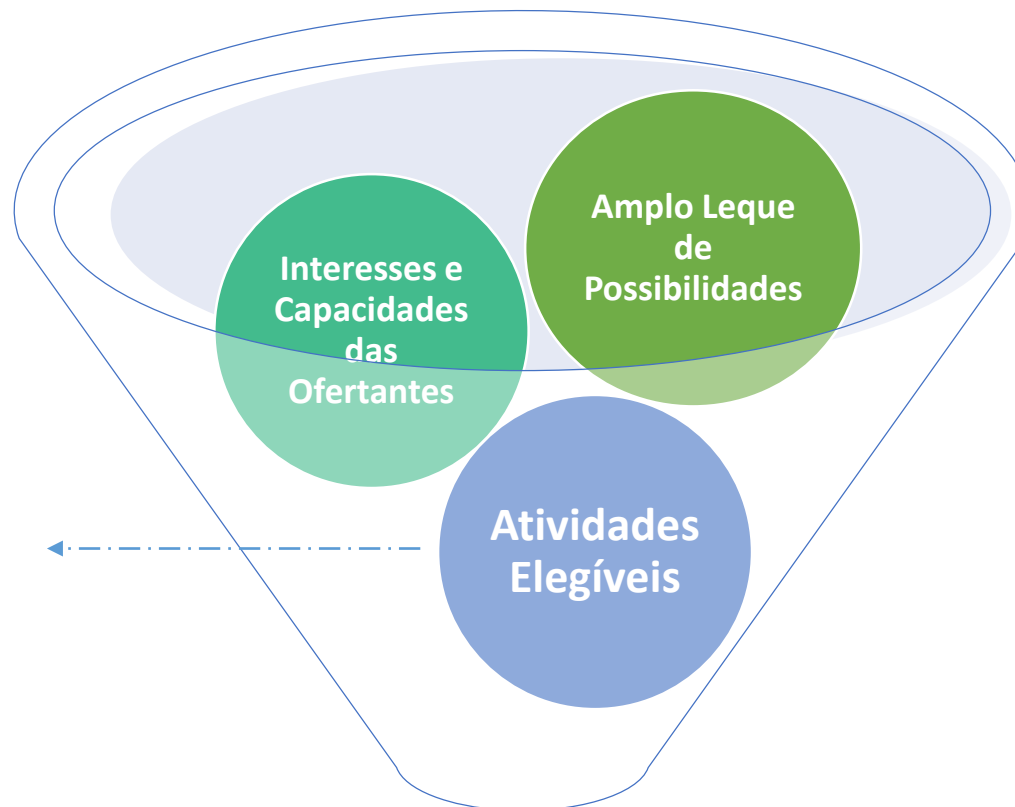 Amplo Leque
de
Possibilidades
Interesses e
Capacidades
das
Ofertantes
Atividades
Elegíveis